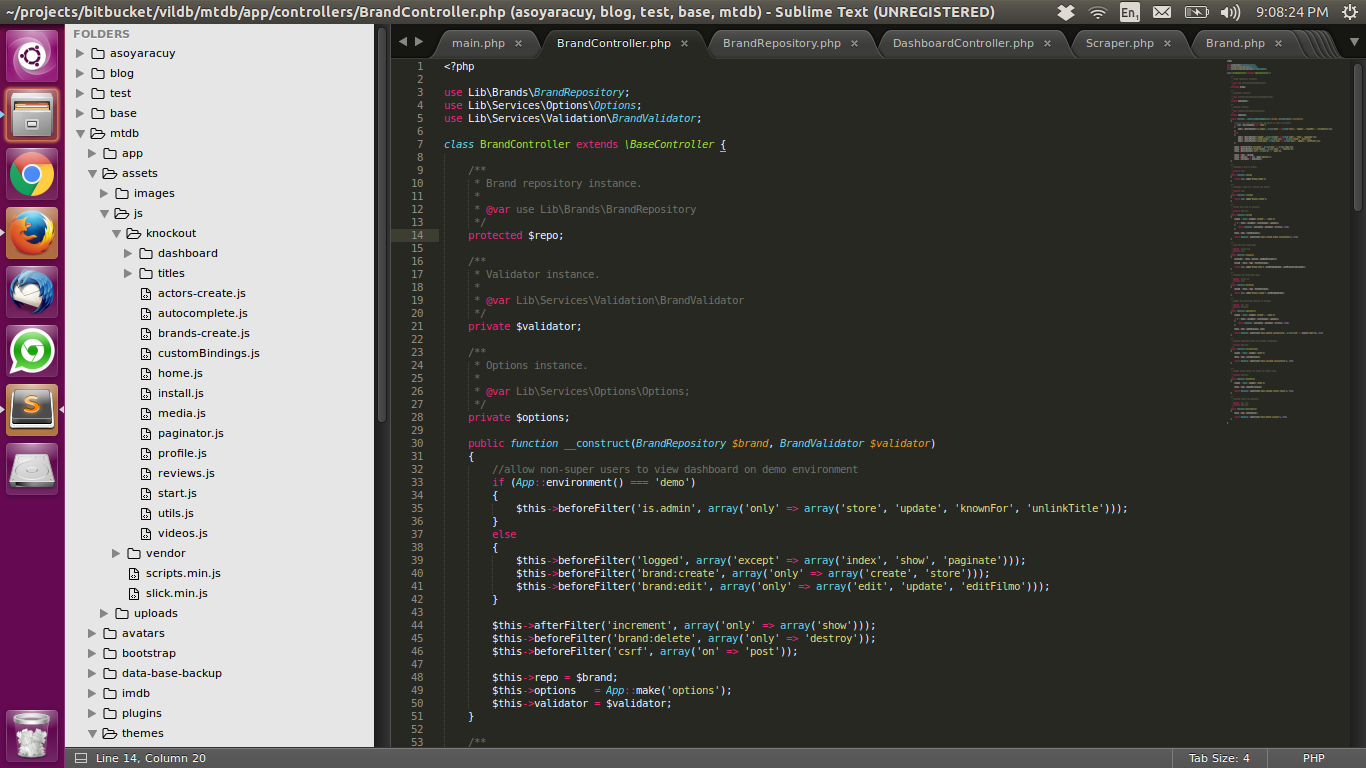 ~/projects/bitbucket/vildb/mtdb/app/controllers/BrandController.php (asoyaracuy, blog, test, base, mtdb) - Sublime Text (UNREGISTERED)
En1
9:08:24 PM
FOLDERS
asoyaracuy
blog
test
base
mtdb
app
assets
images
js
knockout
dashboard
titles
actors-create.js
autocomplete.js
brands-create.js
customBindings.js
home.js
install.js
media.js
paginator.js
profile.js
reviews.js
start.js
utils.js
videos.js
vendor
scripts.min.js
slick.min.js
uploads
avatars
bootstrap
data-base-backup
imdb
plugins
themes
main.php ×
BrandController.php ×
BrandRepository.php ×
DashboardController.php ×
Scraper.php ×
Brand.php ×
1 <?php
2
3 use Lib\Brands\BrandRepository;
4 use Lib\Services\Options\Options;
5 use Lib\Services\Validation\BrandValidator;
6
7 class BrandController extends \BaseController {
8
9 /**
10 * Brand repository instance.
11 *
12 * @var use Lib\Brands\BrandRepository
13 */
14 protected $repo;
15
16 /**
17 * Validator instance.
18 *
19 * @var Lib\Services\Validation\BrandValidator
20 */
21 private $validator;
22
23 /**
24 * Options instance.
25 *
26 * @var Lib\Services\Options\Options;
27 */
28 private $options;
29
30 public function __construct(BrandRepository $brand, BrandValidator $validator)
31 {
32 //allow non-super users to view dashboard on demo environment
33 if (App::environment() === 'demo')
34 {
35 $this->beforeFilter('is.admin', array('only' => array('store', 'update', 'knownFor', 'unlinkTitle')));
36 }
37 else
38 {
39 $this->beforeFilter('logged', array('except' => array('index', 'show', 'paginate')));
40 $this->beforeFilter('brand:create', array('only' => array('create', 'store')));
41 $this->beforeFilter('brand:edit', array('only' => array('edit', 'update', 'editFilmo')));
42 }
43
44 $this->afterFilter('increment', array('only' => array('show')));
45 $this->beforeFilter('brand:delete', array('only' => 'destroy'));
46 $this->beforeFilter('csrf', array('on' => 'post'));
47
48 $this->repo = $brand;
49 $this->options   = App::make('options');
50 $this->validator = $validator;
51 }
52
53 /**
Line 14, Column 20
Tab Size: 4
PHP